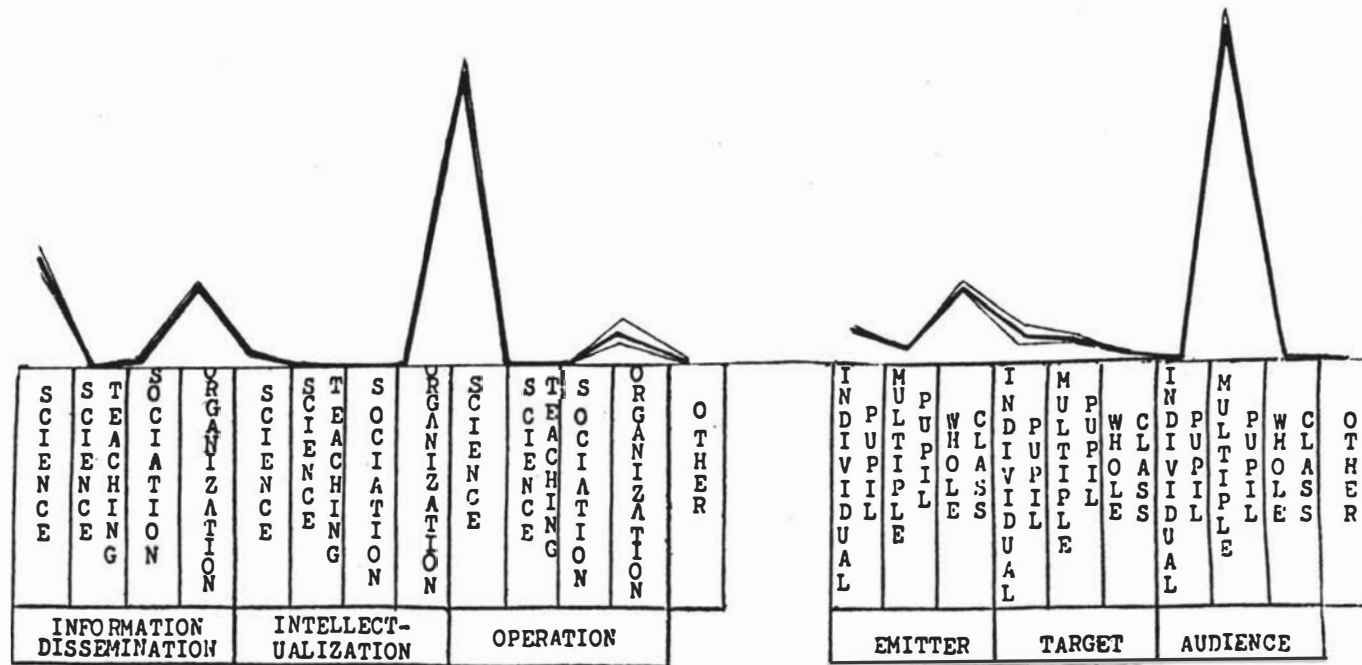 SCIENCE
SCIENCE TEACHING
SOCIATION
ORGANIZATION
SCIENCE
SCIENCE TEACHING
SOCIATION
ORGANIZATION
SCIENCE
SCIENCE TEACHING
SOCIATION
ORGANIZATION
OTHER
INFORMATION
DISSEMINATION
INTELLECT-
UALIZATION
OPERATION
INDIVIDUAL PUPIL
MULTIPLE PUPIL
WHOLE CLASS
INDIVIDUAL PUPIL
MULTIPLE PUPIL
WHOLE CLASS
INDIVIDUAL PUPIL
MULTIPLE PUPIL
WHOLE CLASS
OTHER
EMITTER
TARGET
AUDIENCE